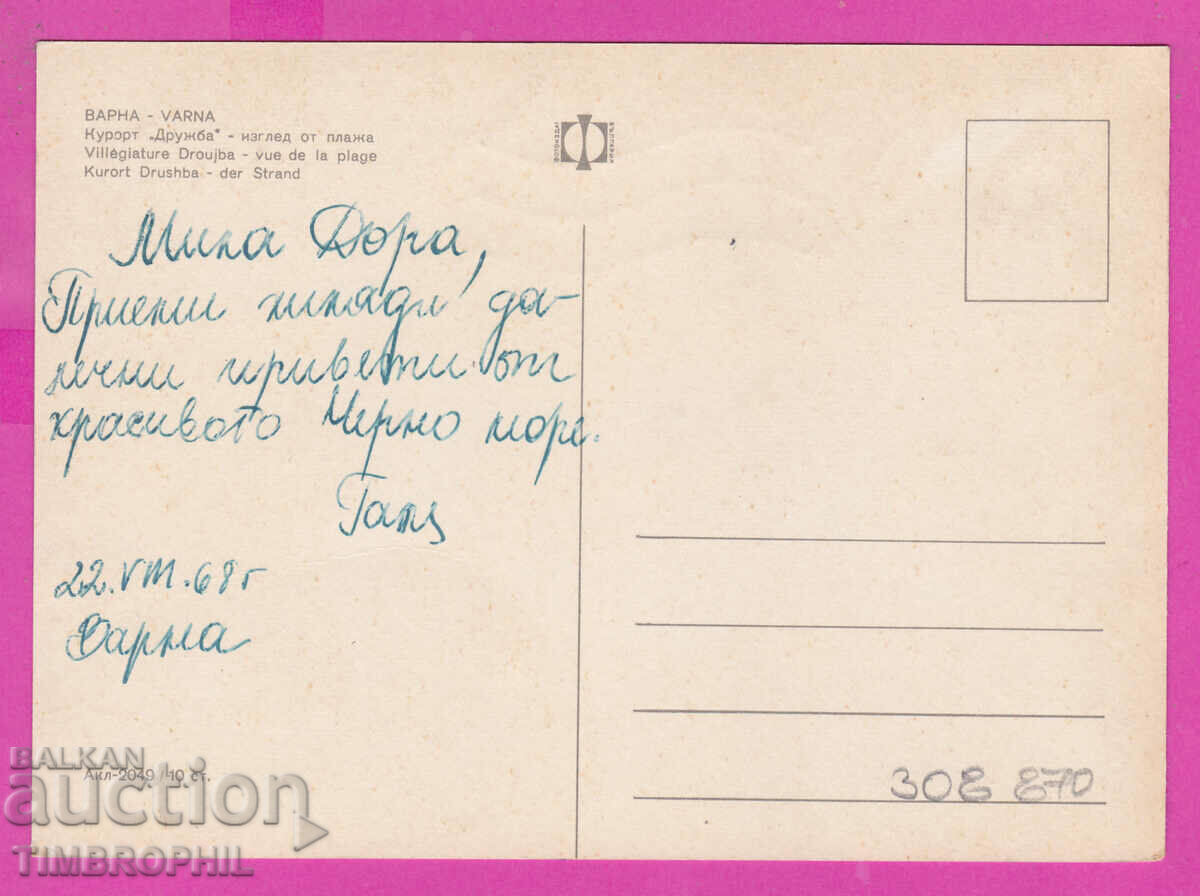 ВАРНА - VARNA
Курорт „Дружба" - изглед от плажа
Villégiature Droujba - vue de la plage
Kurort Drushba - der Strand
ФОТОИЗДАТ
БЪЛГАРИЯ
Мила Дора,
Приеми хиляди да-
лечни привети от
красивото Черно море.
22.VIII.68 г
Варна
Акл-2049 / 10 ст.
308 870
BALKAN
auction
TIMBROPHIL